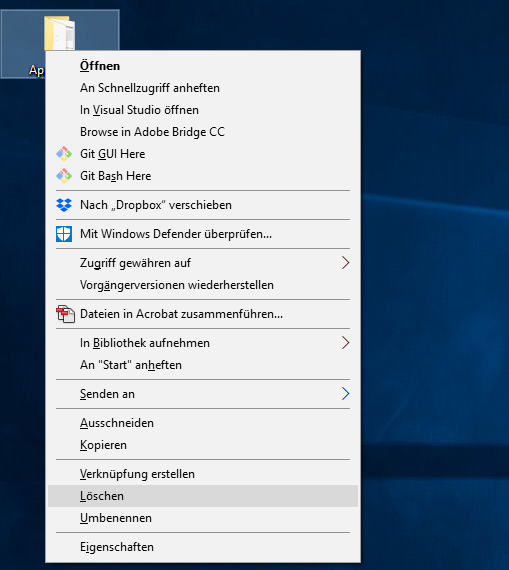 Ap
Öffnen
An Schnellzugriff anheften
In Visual Studio öffnen
Browse in Adobe Bridge CC
Git GUI Here
Git Bash Here
Nach „Dropbox“ verschieben
Mit Windows Defender überprüfen...
Zugriff gewähren auf
Vorgängerversionen wiederherstellen
Dateien in Acrobat zusammenführen...
In Bibliothek aufnehmen
An "Start" anheften
Senden an
Ausschneiden
Kopieren
Verknüpfung erstellen
Löschen
Umbenennen
Eigenschaften